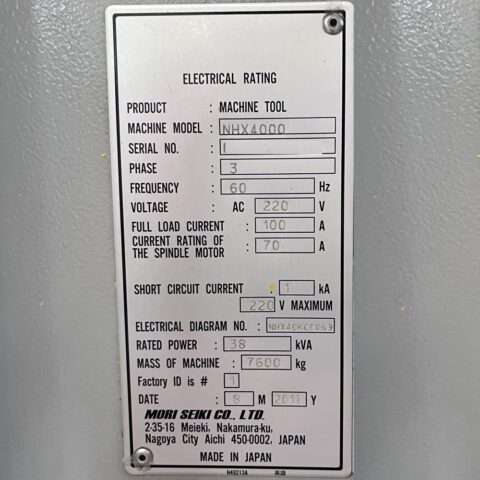 ELECTRICAL RATING
PRODUCT : MACHINE TOOL
MACHINE MODEL : NHX4000
SERIAL NO. :
PHASE : 3
FREQUENCY : 60 Hz
VOLTAGE : AC 220 V
FULL LOAD CURRENT : 100 A
CURRENT RATING OF
THE SPINDLE MOTOR : 70 A
SHORT CIRCUIT CURRENT : 1 kA
220 V MAXIMUM
ELECTRICAL DIAGRAM NO. :
RATED POWER : 38 kVA
MASS OF MACHINE : 7600 kg
Factory ID is # 1
DATE : 8 M 2011 Y
MORI SEIKI CO., LTD.
2-35-16 Meieki, Nakamura-ku,
Nagoya City Aichi 450-0002, JAPAN
MADE IN JAPAN
N49213A